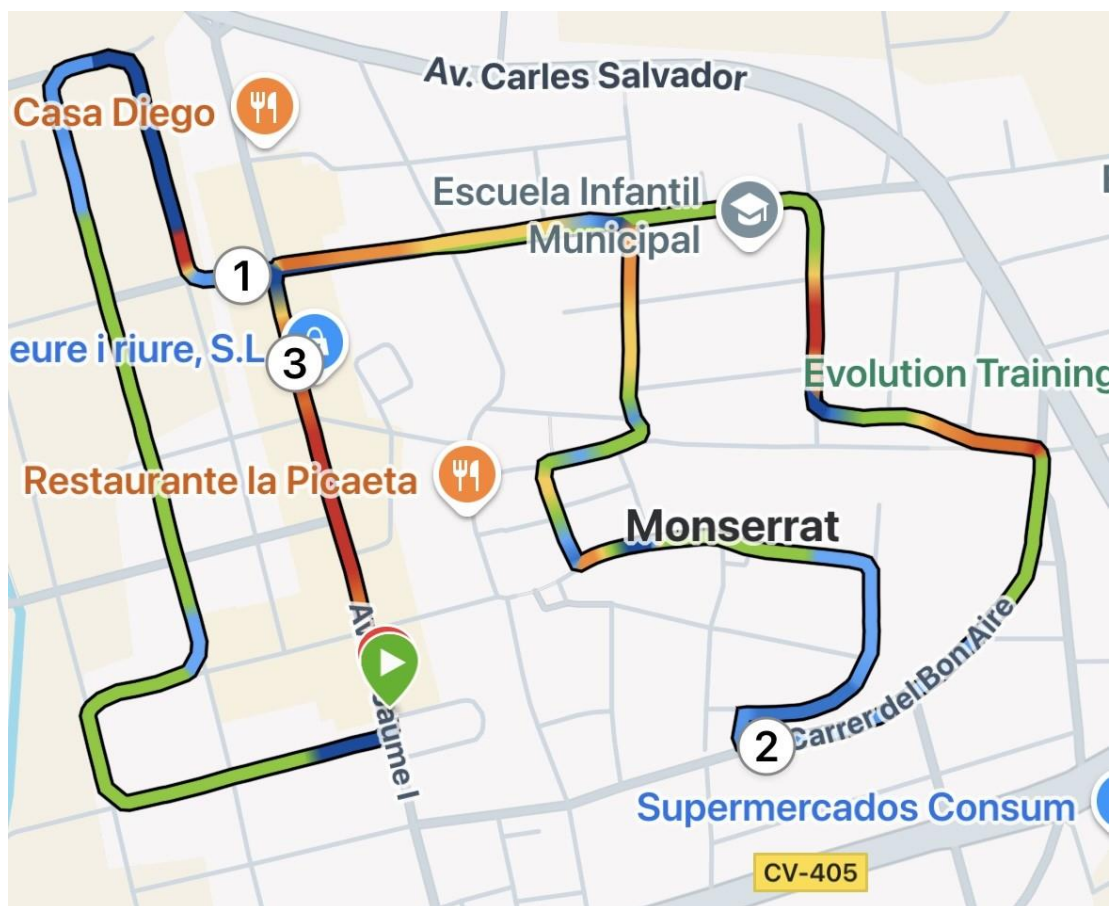 Av. Carles Salvador
Casa Diego
Escuela Infantil
Municipal
1
eure i riure, S.L
3
Evolution Training
Restaurante la Picaeta
Monserrat
Av
Jaume I
Carrer del Bon Aire
2
Supermercados Consum
CV-405